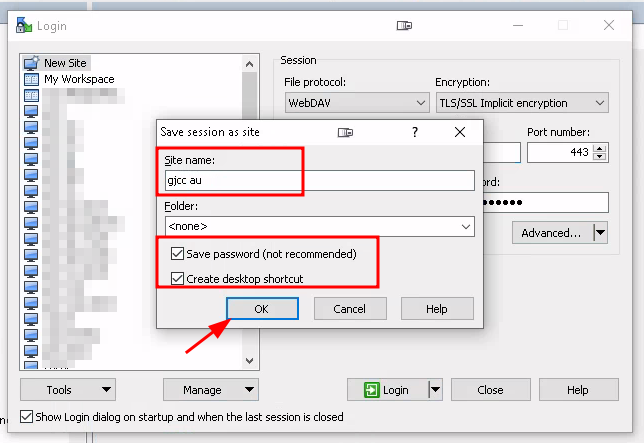 Login
New Site
My Workspace
Session
File protocol:
Encryption:
WebDAV
TLS/SSL Implicit encryption
Port number:
443
Advanced...
Save session as site
?
Site name:
gjcc au
Folder:
<none>
Save password (not recommended)
Create desktop shortcut
OK
Cancel
Help
Tools
Manage
Login
Close
Help
Show Login dialog on startup and when the last session is closed